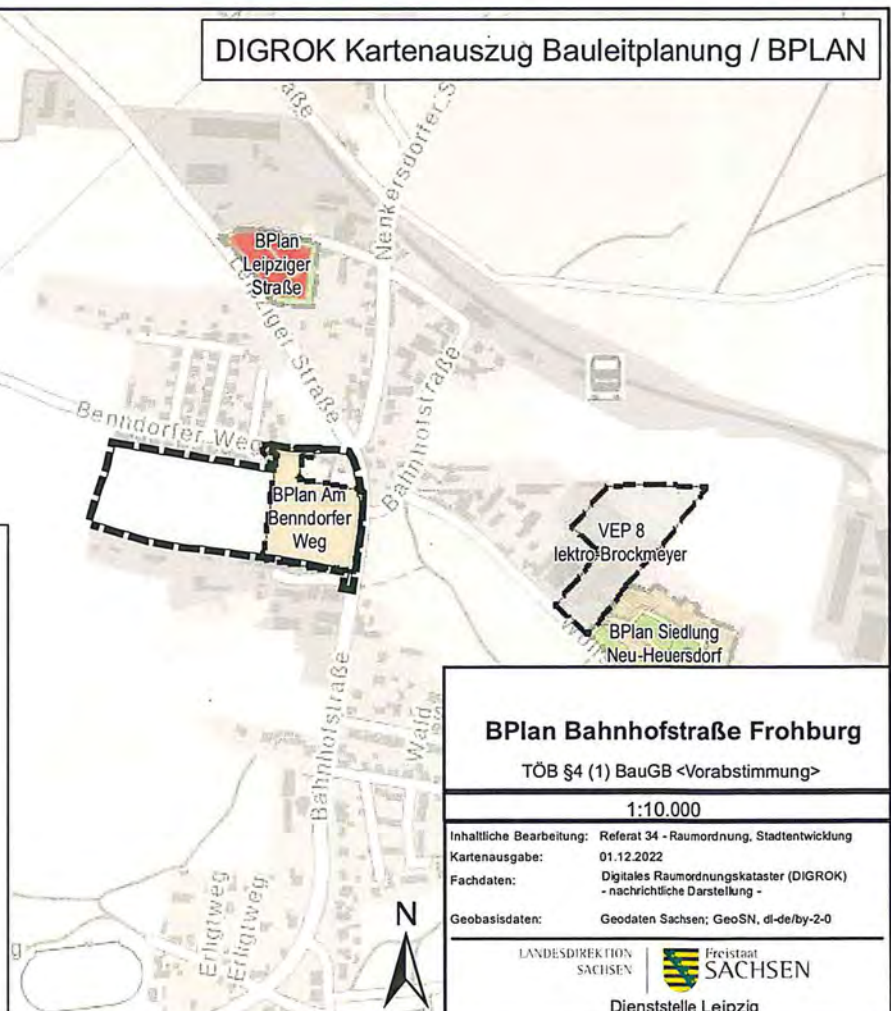 DIGROK Kartenauszug Bauleitplanung / BPLAN
aße
Nenkersdorfer S
BPlan
Leipziger
Straße
Leipziger Straße
Bahnhofstraße
Benndorfer Weg
BPlan Am
Benndorfer
Weg
VEP 8
lektro-Brockmeyer
BPlan Siedlung
Neu-Heuersdorf
Bahnhofstraße
Wald
Erligtweg
Erligtweg
g
N
BPlan Bahnhofstraße Frohburg
TÖB §4 (1) BauGB <Vorabstimmung>
1:10.000
Inhaltliche Bearbeitung: Referat 34 - Raumordnung, Stadtentwicklung
Kartenausgabe: 01.12.2022
Fachdaten: Digitales Raumordnungskataster (DIGROK)
- nachrichtliche Darstellung -
Geobasisdaten: Geodaten Sachsen; GeoSN, dl-de/by-2-0
LANDESDIREKTION
SACHSEN
Freistaat
SACHSEN
Dienststelle Leipzig